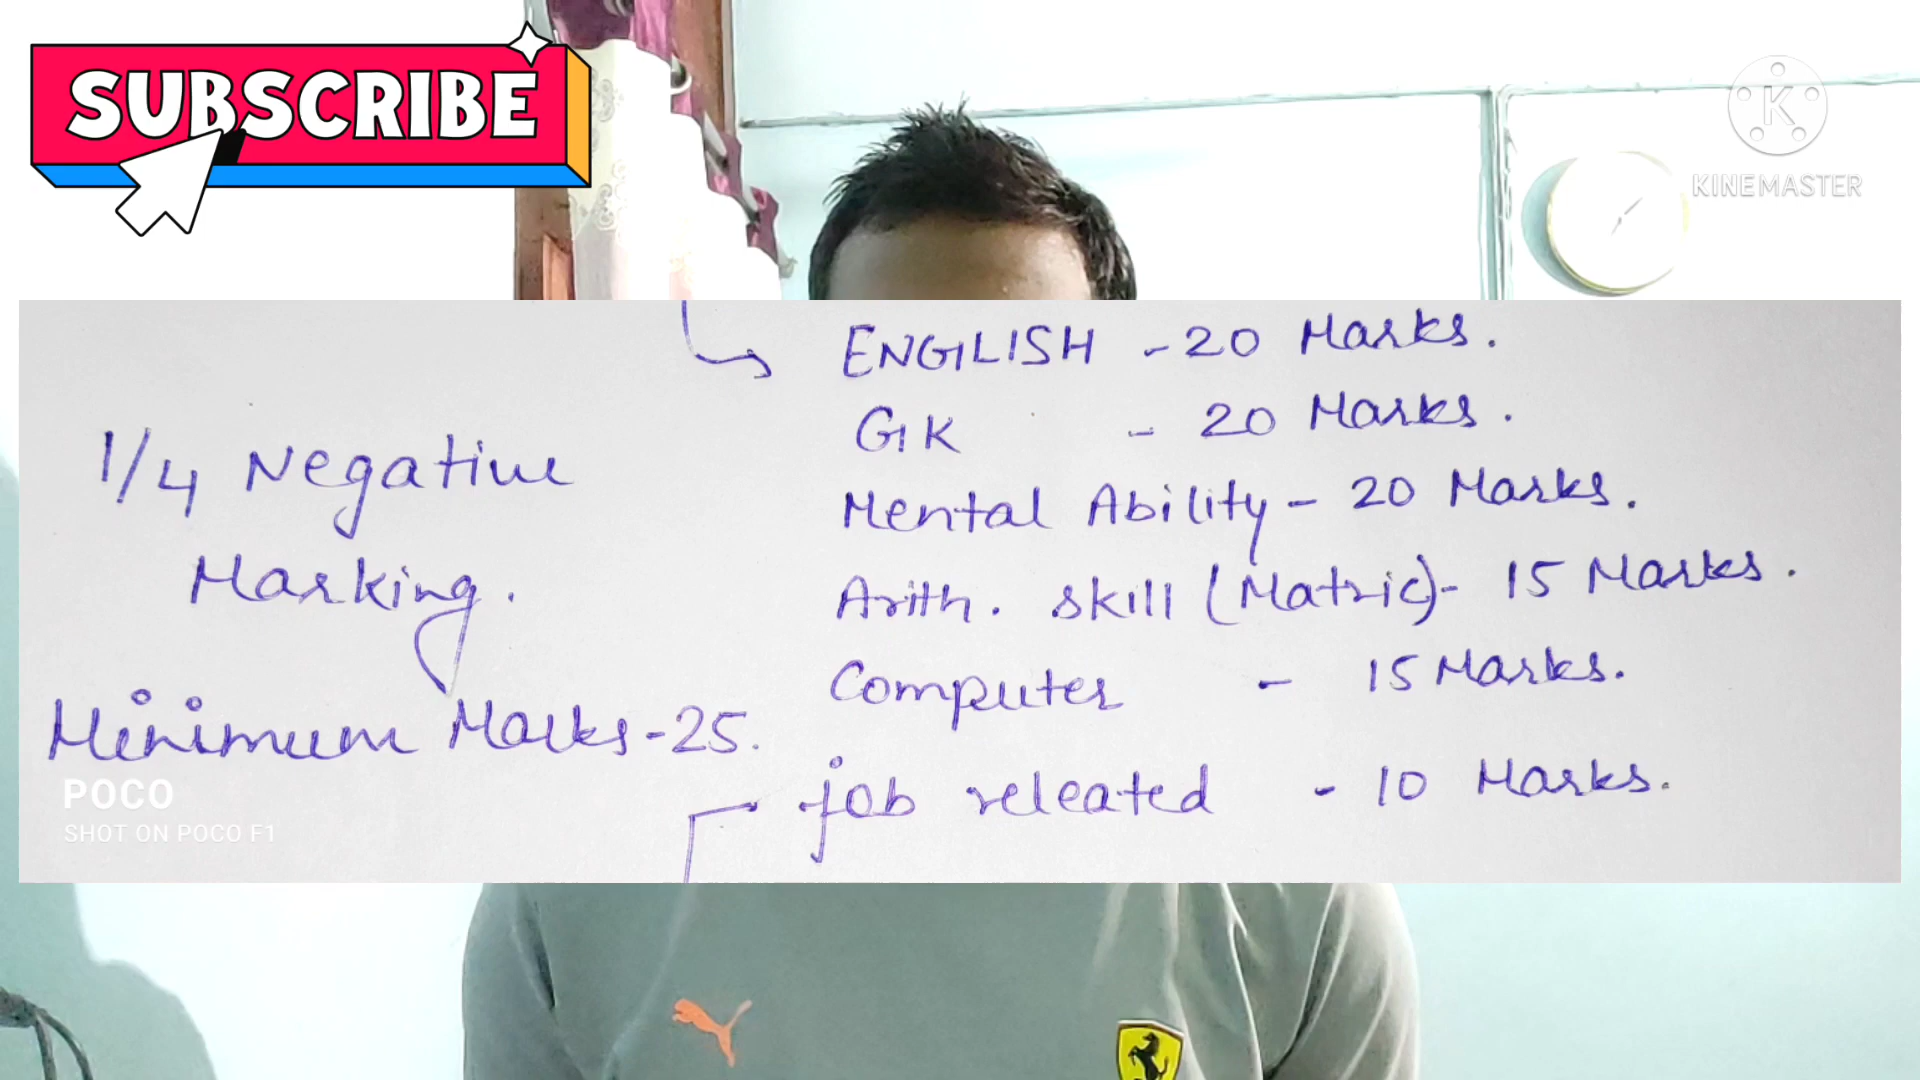 SUBSCRIBE
K
KINEMASTER
ENGLISH - 20 Marks.
GK - 20 Marks.
1/4 Negative
Marking.
Mental Ability - 20 Marks.
Arith. skill (Matric) - 15 Marks.
Computer - 15 Marks.
Minimum Marks - 25.
job releated - 10 Marks.
POCO
SHOT ON POCO F1